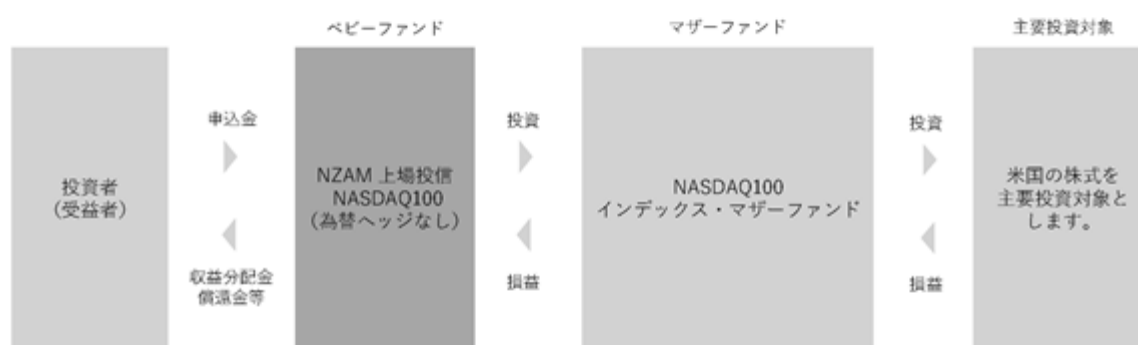 ベビーファンド
マザーファンド
主要投資対象
投資者
（受益者）
申込金
収益分配金
償還金等
NZAM 上場投信
NASDAQ100
（為替ヘッジなし）
投資
損益
NASDAQ100
インデックス・マザーファンド
投資
損益
米国の株式を
主要投資対象と
します。